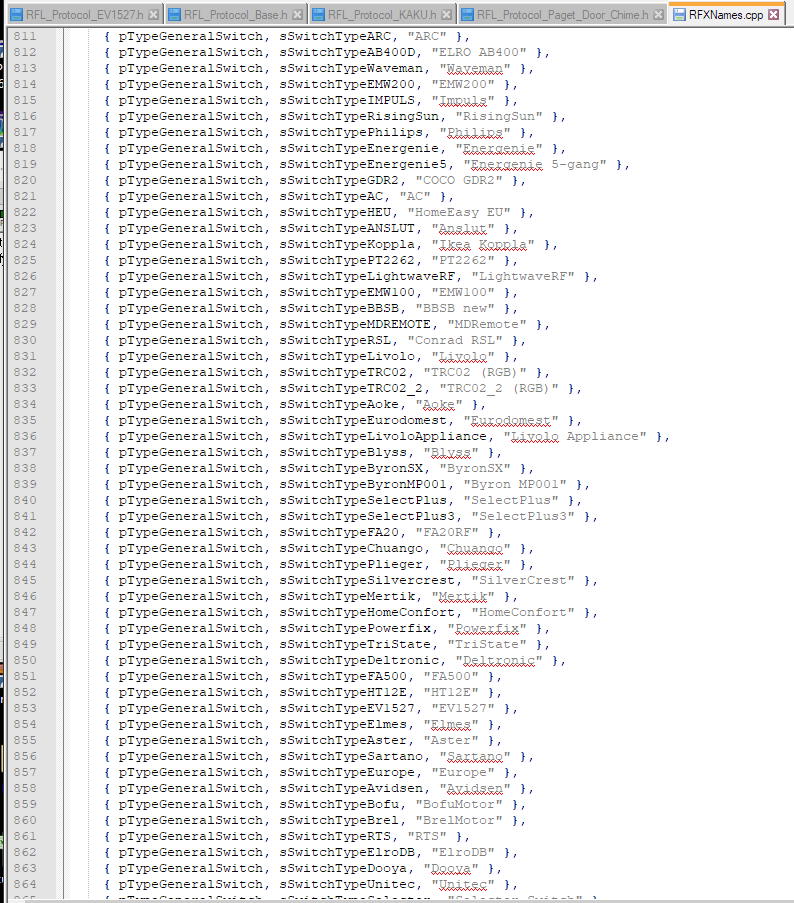 RFL_Protocol_EV1527.h RFL_Protocol_Base.h RFL_Protocol_KAKU.h RFL_Protocol_Paget_Door_Chime.h RFXNames.cpp
811 { pTypeGeneralSwitch, sSwitchTypeARC, "ARC" },
812 { pTypeGeneralSwitch, sSwitchTypeAB400D, "ELRO AB400" },
813 { pTypeGeneralSwitch, sSwitchTypeWaveman, "Waveman" },
814 { pTypeGeneralSwitch, sSwitchTypeEMW200, "EMW200" },
815 { pTypeGeneralSwitch, sSwitchTypeIMPULS, "Impuls" },
816 { pTypeGeneralSwitch, sSwitchTypeRisingSun, "RisingSun" },
817 { pTypeGeneralSwitch, sSwitchTypePhilips, "Philips" },
818 { pTypeGeneralSwitch, sSwitchTypeEnergenie, "Energenie" },
819 { pTypeGeneralSwitch, sSwitchTypeEnergenie5, "Energenie 5-gang" },
820 { pTypeGeneralSwitch, sSwitchTypeGDR2, "COCO GDR2" },
821 { pTypeGeneralSwitch, sSwitchTypeAC, "AC" },
822 { pTypeGeneralSwitch, sSwitchTypeHEU, "HomeEasy EU" },
823 { pTypeGeneralSwitch, sSwitchTypeANSLUT, "Anslut" },
824 { pTypeGeneralSwitch, sSwitchTypeKoppla, "Ikea Koppla" },
825 { pTypeGeneralSwitch, sSwitchTypePT2262, "PT2262" },
826 { pTypeGeneralSwitch, sSwitchTypeLightwaveRF, "LightwaveRF" },
827 { pTypeGeneralSwitch, sSwitchTypeEMW100, "EMW100" },
828 { pTypeGeneralSwitch, sSwitchTypeBBSB, "BBSB new" },
829 { pTypeGeneralSwitch, sSwitchTypeMDREMOTE, "MDRemote" },
830 { pTypeGeneralSwitch, sSwitchTypeRSL, "Conrad RSL" },
831 { pTypeGeneralSwitch, sSwitchTypeLivolo, "Livolo" },
832 { pTypeGeneralSwitch, sSwitchTypeTRC02, "TRC02 (RGB)" },
833 { pTypeGeneralSwitch, sSwitchTypeTRC02_2, "TRC02_2 (RGB)" },
834 { pTypeGeneralSwitch, sSwitchTypeAoke, "Aoke" },
835 { pTypeGeneralSwitch, sSwitchTypeEurodomest, "Eurodomest" },
836 { pTypeGeneralSwitch, sSwitchTypeLivoloAppliance, "Livolo Appliance" },
837 { pTypeGeneralSwitch, sSwitchTypeBlyss, "Blyss" },
838 { pTypeGeneralSwitch, sSwitchTypeByronSX, "ByronSX" },
839 { pTypeGeneralSwitch, sSwitchTypeByronMP001, "Byron MP001" },
840 { pTypeGeneralSwitch, sSwitchTypeSelectPlus, "SelectPlus" },
841 { pTypeGeneralSwitch, sSwitchTypeSelectPlus3, "SelectPlus3" },
842 { pTypeGeneralSwitch, sSwitchTypeFA20, "FA20RF" },
843 { pTypeGeneralSwitch, sSwitchTypeChuango, "Chuango" },
844 { pTypeGeneralSwitch, sSwitchTypePlieger, "Plieger" },
845 { pTypeGeneralSwitch, sSwitchTypeSilvercrest, "SilverCrest" },
846 { pTypeGeneralSwitch, sSwitchTypeMertik, "Mertik" },
847 { pTypeGeneralSwitch, sSwitchTypeHomeConfort, "HomeConfort" },
848 { pTypeGeneralSwitch, sSwitchTypePowerfix, "Powerfix" },
849 { pTypeGeneralSwitch, sSwitchTypeTriState, "TriState" },
850 { pTypeGeneralSwitch, sSwitchTypeDeltronic, "Deltronic" },
851 { pTypeGeneralSwitch, sSwitchTypeFA500, "FA500" },
852 { pTypeGeneralSwitch, sSwitchTypeHT12E, "HT12E" },
853 { pTypeGeneralSwitch, sSwitchTypeEV1527, "EV1527" },
854 { pTypeGeneralSwitch, sSwitchTypeElmes, "Elmes" },
855 { pTypeGeneralSwitch, sSwitchTypeAster, "Aster" },
856 { pTypeGeneralSwitch, sSwitchTypeSartano, "Sartano" },
857 { pTypeGeneralSwitch, sSwitchTypeEurope, "Europe" },
858 { pTypeGeneralSwitch, sSwitchTypeAvidsen, "Avidsen" },
859 { pTypeGeneralSwitch, sSwitchTypeBofu, "BofuMotor" },
860 { pTypeGeneralSwitch, sSwitchTypeBrel, "BrelMotor" },
861 { pTypeGeneralSwitch, sSwitchTypeRTS, "RTS" },
862 { pTypeGeneralSwitch, sSwitchTypeElroDB, "ElroDB" },
863 { pTypeGeneralSwitch, sSwitchTypeDooya, "Dooya" },
864 { pTypeGeneralSwitch, sSwitchTypeUnitec, "Unitec" },